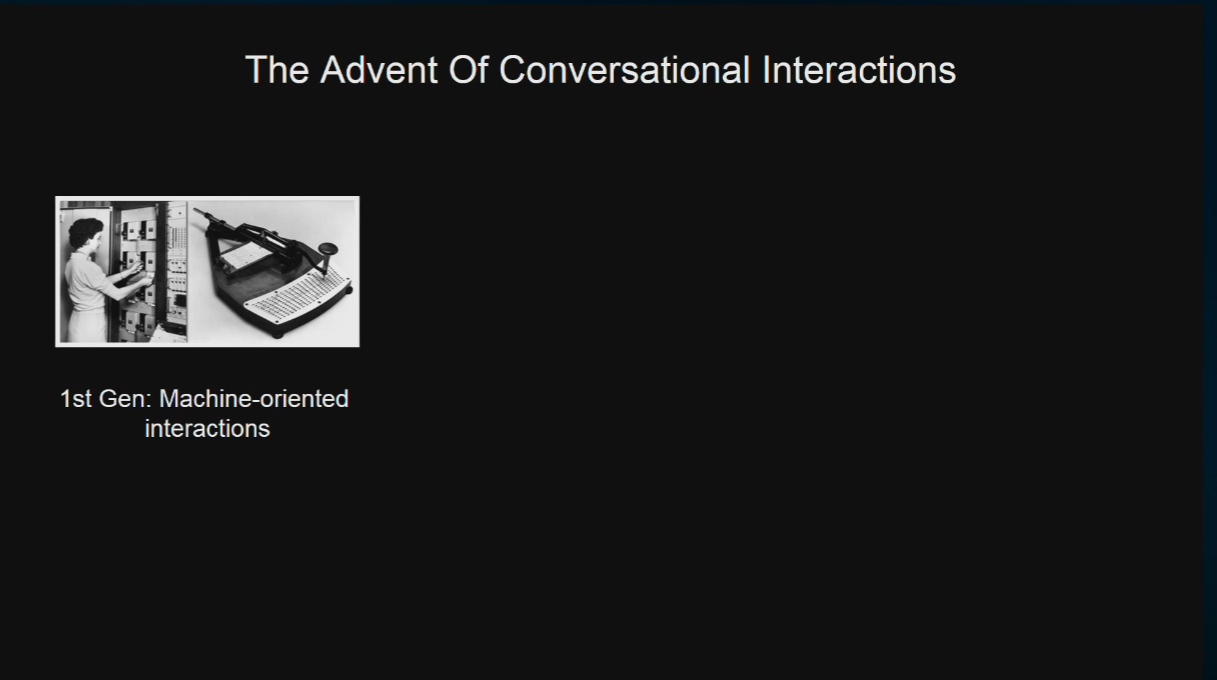 The Advent Of Conversational Interactions
1st Gen: Machine-oriented
interactions